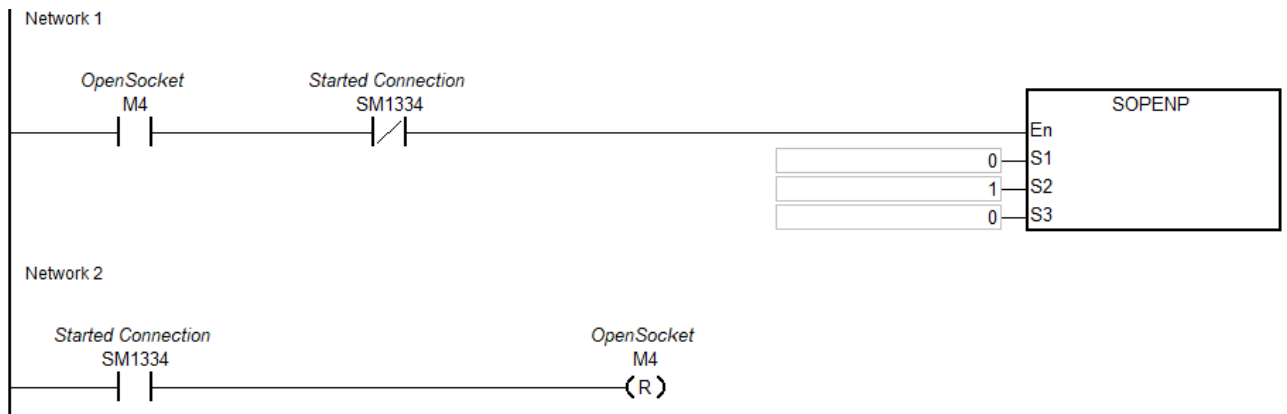 Network 1
OpenSocket
M4
Started Connection
SM1334
SOPENP
En
0 S1
1 S2
0 S3
Network 2
Started Connection
SM1334
OpenSocket
M4
R